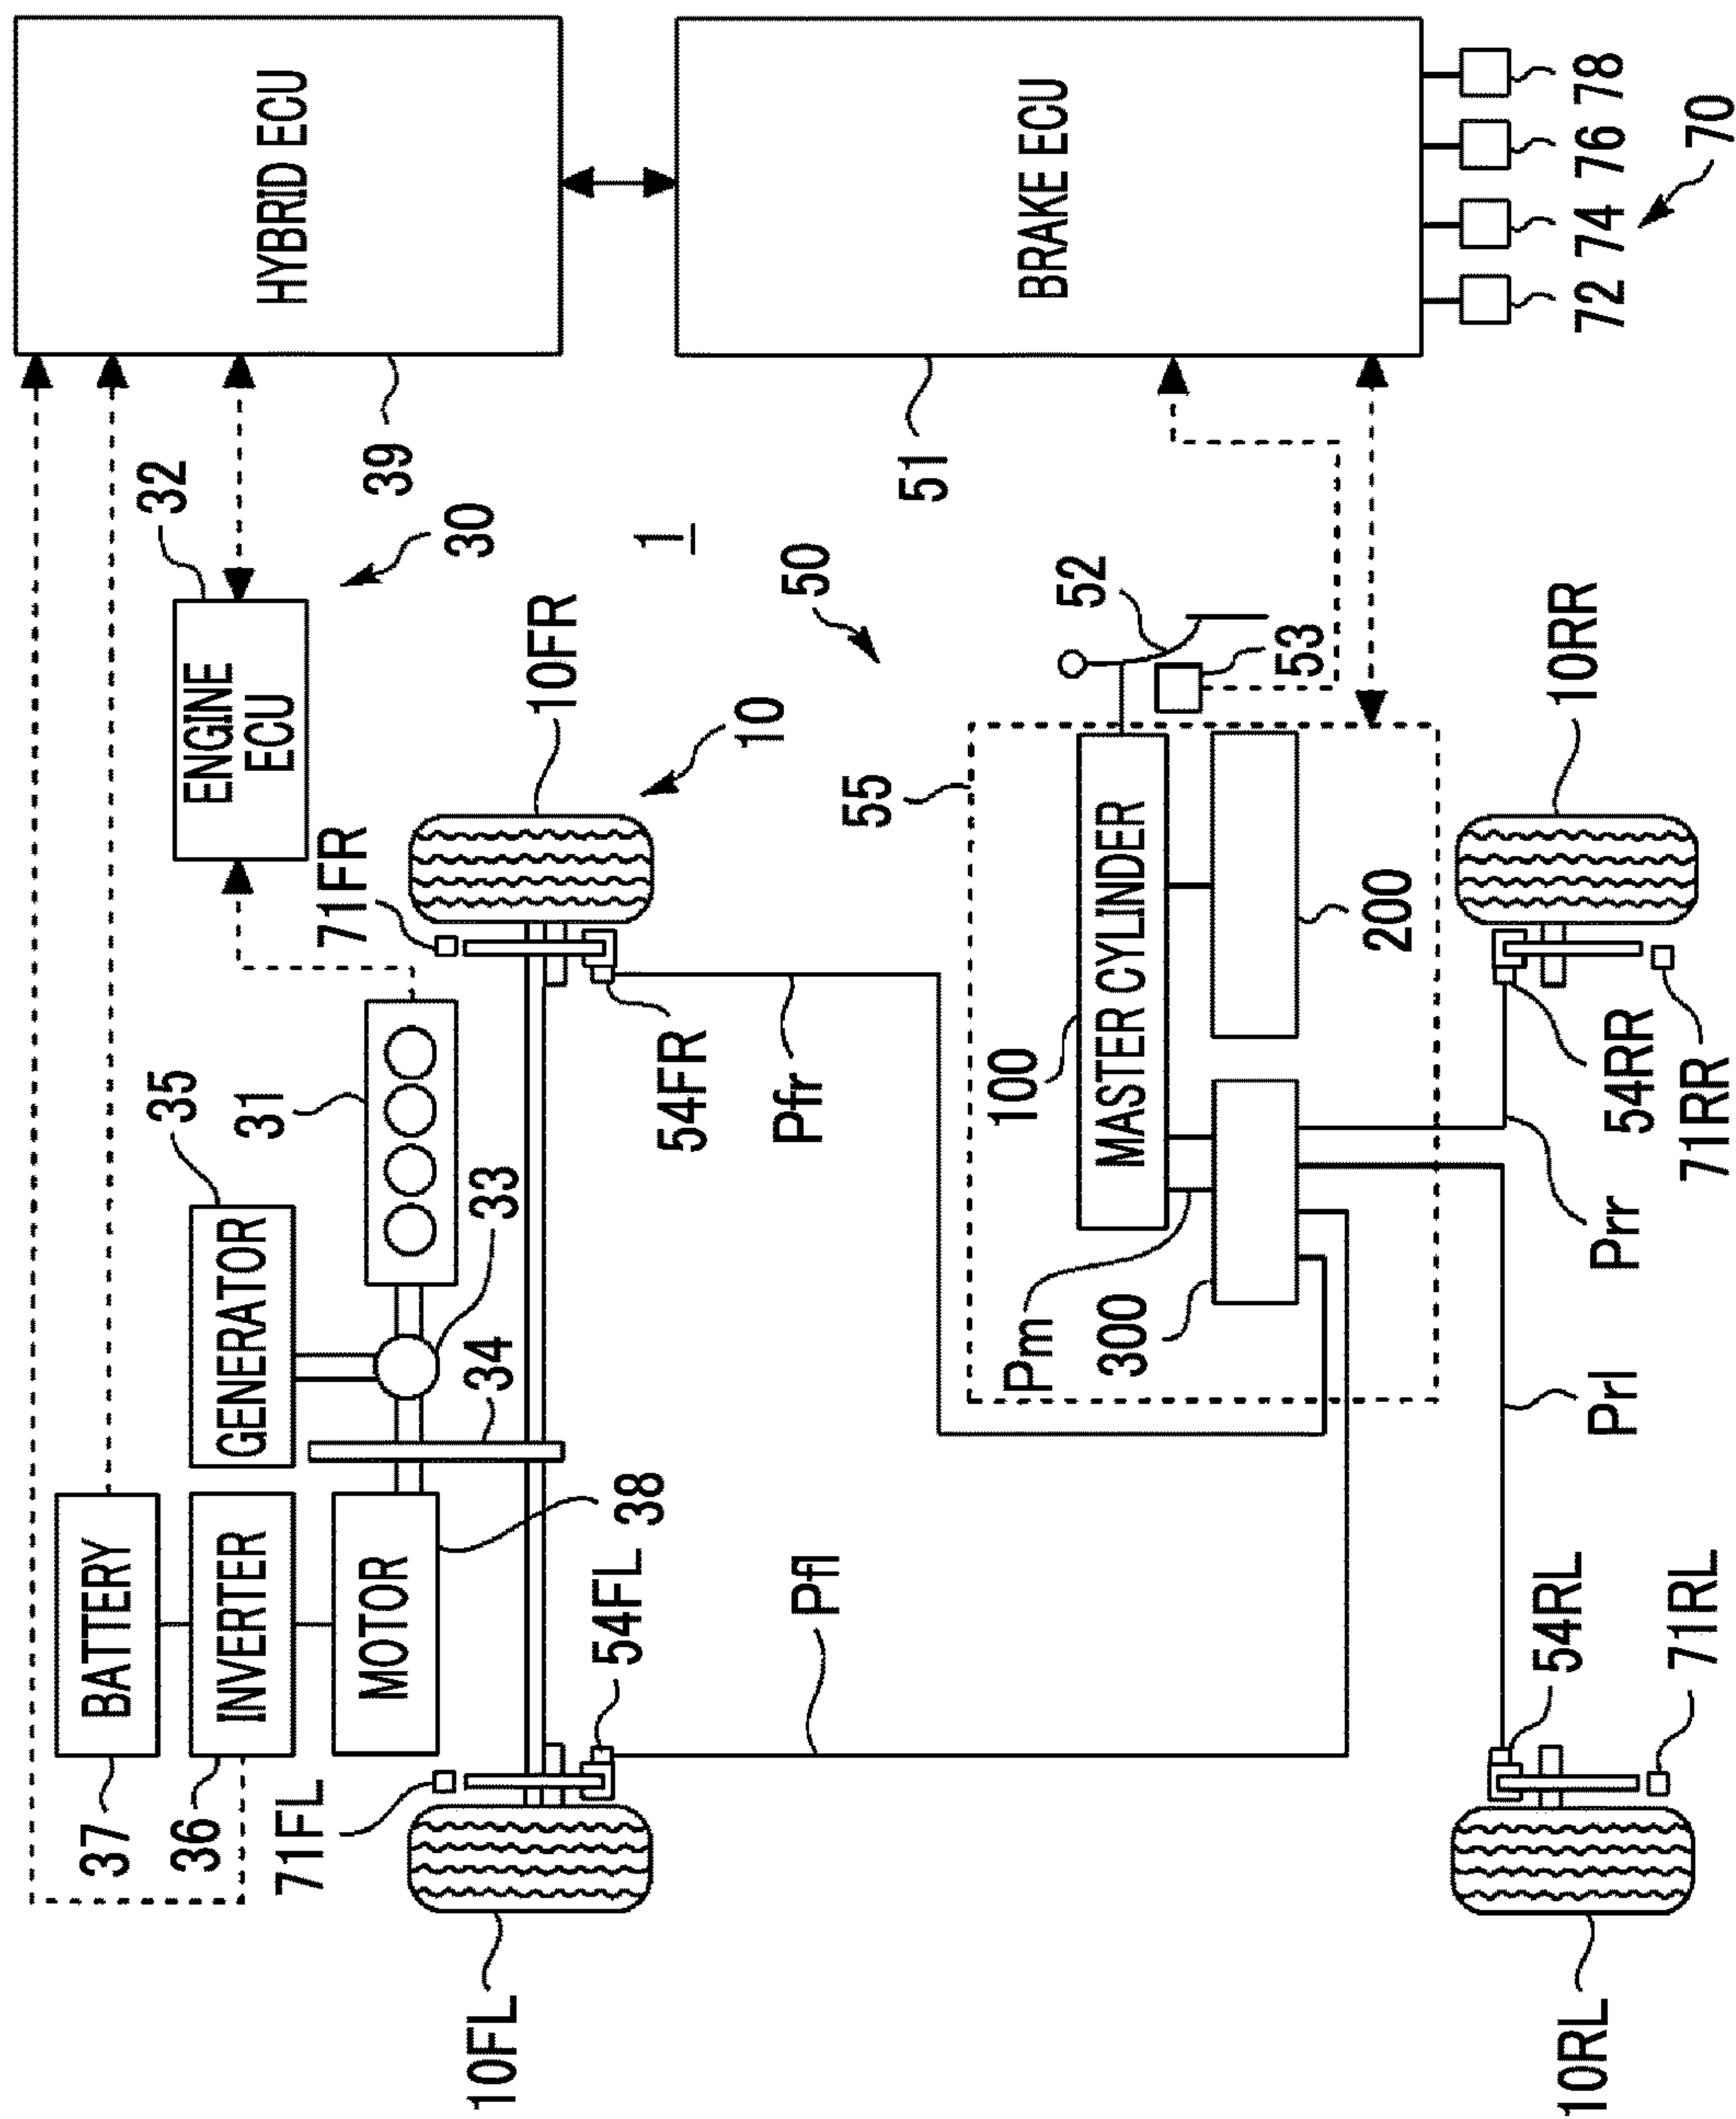 37
BATTERY
36
INVERTER
GENERATOR
35
ENGINE
ECU
32
HYBRID ECU
71FL
MOTOR
31
71FR
39
30
10FL
54FL
38
34
33
54FR
10FR
10
1
Pfl
Pfr
55
50
51
BRAKE ECU
Pm
100
MASTER CYLINDER
52
300
200
53
10RL
54RL
71RL
Prl
Prr
54RR
71RR
10RR
72
74
76
78
70